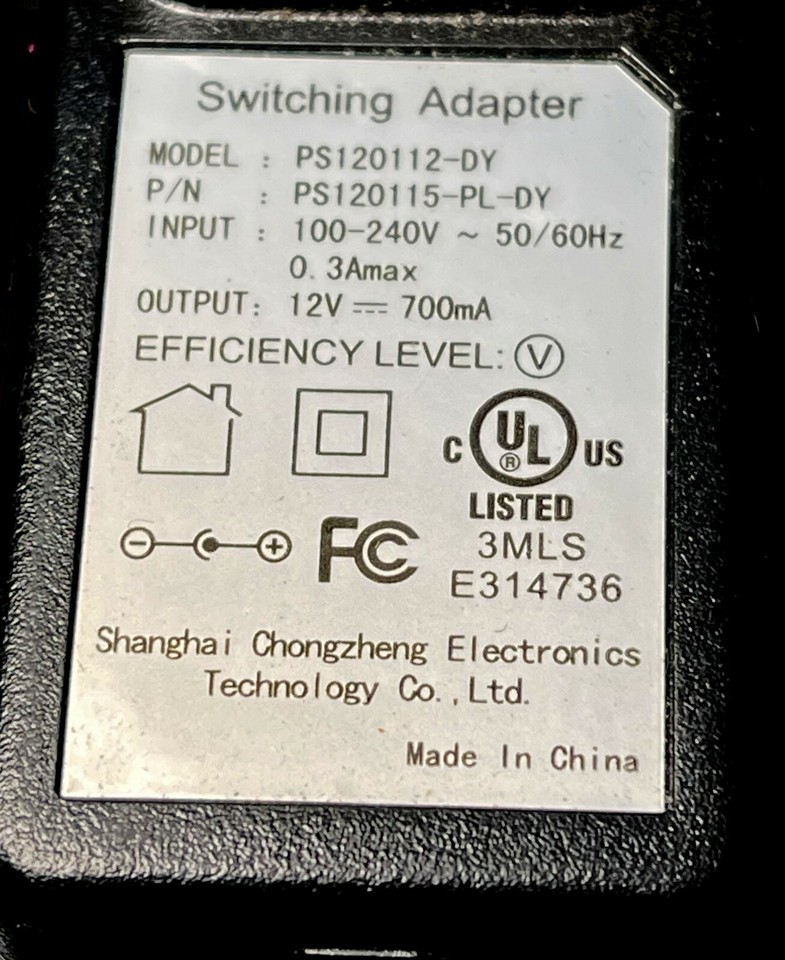 Switching Adapter
MODEL : PS120112-DY
P/N : PS120115-PL-DY
INPUT : 100-240V ~ 50/60Hz
0.3Amax
OUTPUT: 12V ⎓ 700mA
EFFICIENCY LEVEL: Ⓥ
C UL ® US
LISTED
FC 3MLS
E314736
Shanghai Chongzheng Electronics
Technology Co.,Ltd.
Made In China